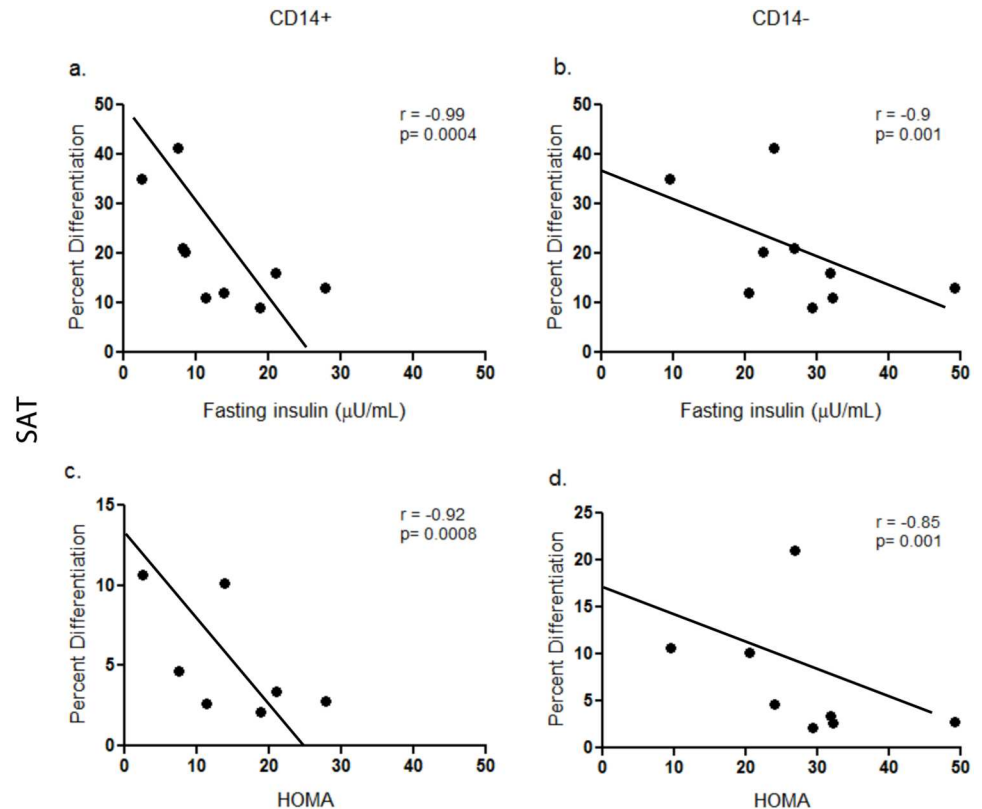 CD14+
CD14-
a.
b.
r = -0.99
p= 0.0004
r = -0.9
p= 0.001
Percent Differentiation
50
40
30
20
10
0
0 10 20 30 40 50
Fasting insulin (μU/mL)
Percent Differentiation
50
40
30
20
10
0
0 10 20 30 40 50
Fasting insulin (μU/mL)
SAT
c.
d.
r = -0.92
p= 0.0008
r = -0.85
p= 0.001
Percent Differentiation
15
10
5
0
0 10 20 30 40 50
HOMA
Percent Differentiation
25
20
15
10
5
0
0 10 20 30 40 50
HOMA